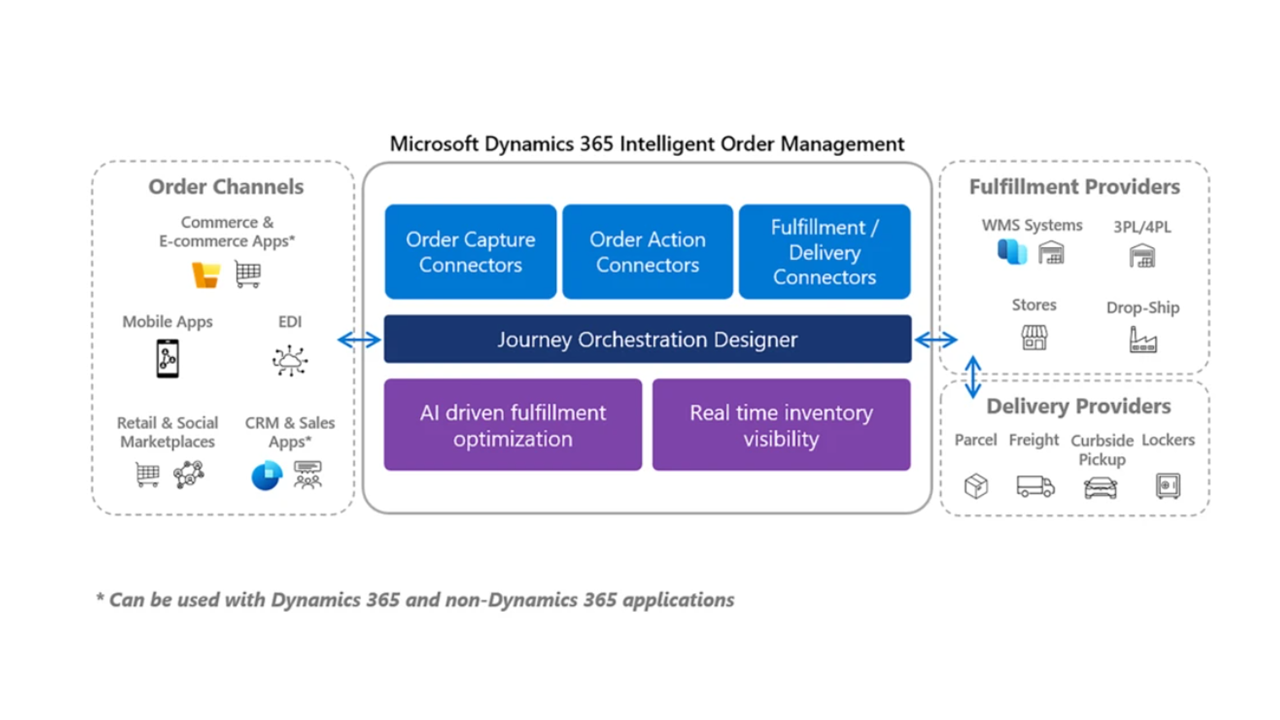 Microsoft Dynamics 365 Intelligent Order Management
Order Channels
Commerce &
E-commerce Apps*
Mobile Apps
EDI
Retail & Social
Marketplaces
CRM & Sales
Apps*
Order Capture
Connectors
Order Action
Connectors
Fulfillment /
Delivery
Connectors
Journey Orchestration Designer
AI driven fulfillment
optimization
Real time inventory
visibility
Fulfillment Providers
WMS Systems
3PL/4PL
Stores
Drop-Ship
Delivery Providers
Parcel
Freight
Curbside
Pickup
Lockers
* Can be used with Dynamics 365 and non-Dynamics 365 applications